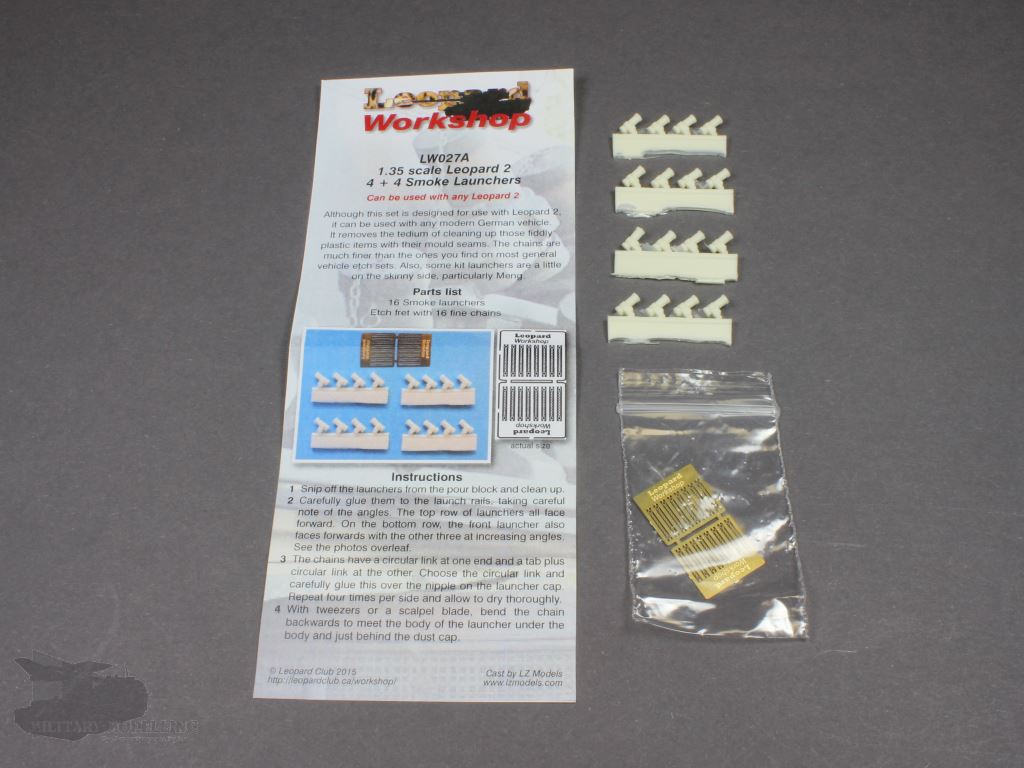 Leopard
Workshop
LW027A
1.35 scale Leopard 2
4 + 4 Smoke Launchers
Can be used with any Leopard 2
Although this set is designed for use with Leopard 2,
it can be used with any modern German vehicle.
It removes the tedium of cleaning up those fiddly
plastic items with their mould seams. The chains are
much finer than the ones you find on most general
vehicle etch sets. Also, some kit launchers are a little
on the skinny side, particularly Meng.
Parts list
16 Smoke launchers
Etch fret with 16 fine chains
Leopard
Workshop
Leopard
Workshop
actual size
Instructions
1 Snip off the launchers from the pour block and clean up.
2 Carefully glue them to the launch rails, taking careful
note of the angles. The top row of launchers all face
forward. On the bottom row, the front launcher also
faces forwards with the other three at increasing angles.
See the photos overleaf.
3 The chains have a circular link at one end and a tab plus
circular link at the other. Choose the circular link and
carefully glue this over the nipple on the launcher cap.
Repeat four times per side and allow to dry thoroughly.
4 With tweezers or a scalpel blade, bend the chain
backwards to meet the body of the launcher under the
body and just behind the dust cap.
© Leopard Club 2015
http://leopardclub.ca/workshop/
Cast by LZ Models
www.lzmodels.com
Leopard
Workshop
Leopard
Workshop
MILITARY-MODELLING